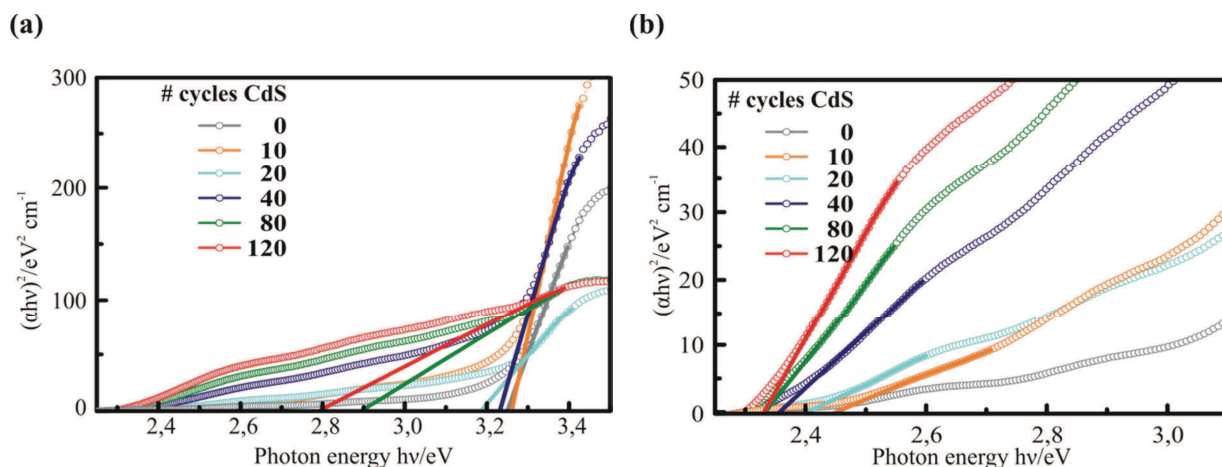 (a)
300
200
100
0
(αhν)²/eV² cm⁻¹
# cycles CdS
0
10
20
40
80
120
2,4 2,6 2,8 3,0 3,2 3,4
Photon energy hν/eV
(b)
50
40
30
20
10
0
(αhν)²/eV² cm⁻¹
# cycles CdS
0
10
20
40
80
120
2,4 2,6 2,8 3,0
Photon energy hν/eV